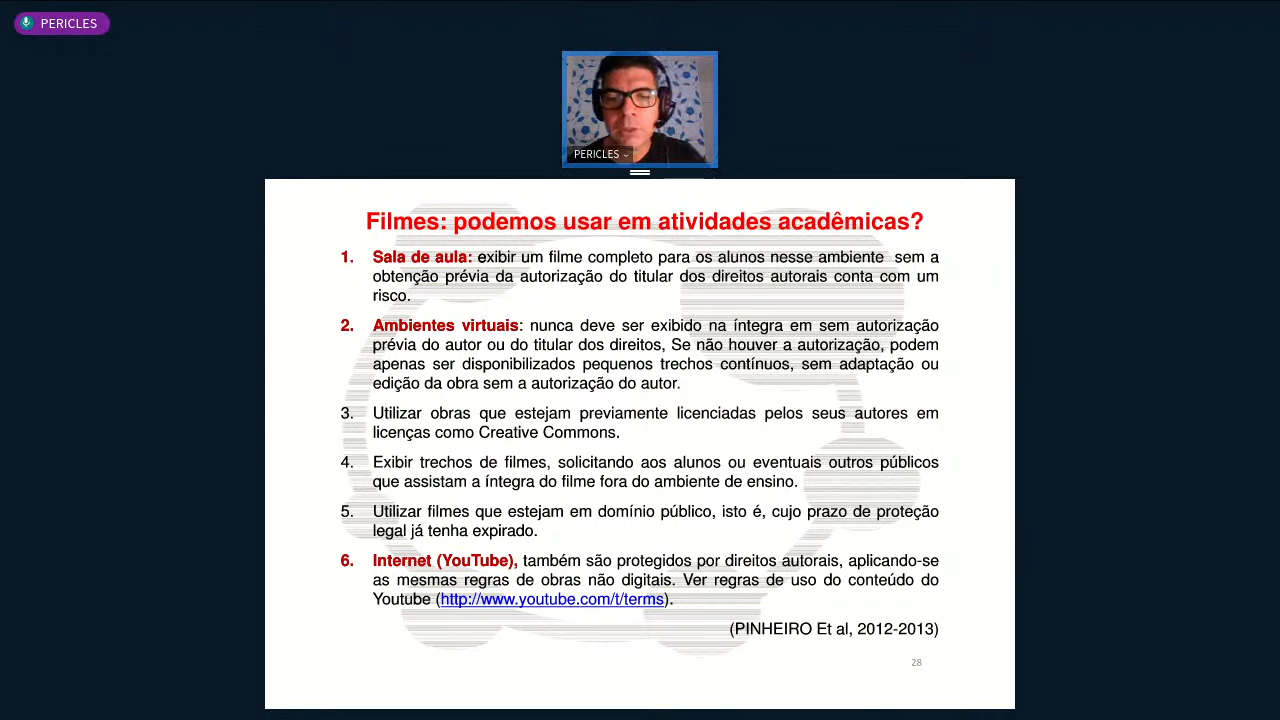 PERICLES
PERICLES
Filmes: podemos usar em atividades acadêmicas?
1. Sala de aula: exibir um filme completo para os alunos nesse ambiente sem a
obtenção prévia da autorização do titular dos direitos autorais conta com um
risco.
2. Ambientes virtuais: nunca deve ser exibido na íntegra em sem autorização
prévia do autor ou do titular dos direitos, Se não houver a autorização, podem
apenas ser disponibilizados pequenos trechos contínuos, sem adaptação ou
edição da obra sem a autorização do autor.
3. Utilizar obras que estejam previamente licenciadas pelos seus autores em
licenças como Creative Commons.
4. Exibir trechos de filmes, solicitando aos alunos ou eventuais outros públicos
que assistam a íntegra do filme fora do ambiente de ensino.
5. Utilizar filmes que estejam em domínio público, isto é, cujo prazo de proteção
legal já tenha expirado.
6. Internet (YouTube), também são protegidos por direitos autorais, aplicando-se
as mesmas regras de obras não digitais. Ver regras de uso do conteúdo do
Youtube (http://www.youtube.com/t/terms).
(PINHEIRO Et al, 2012-2013)
28